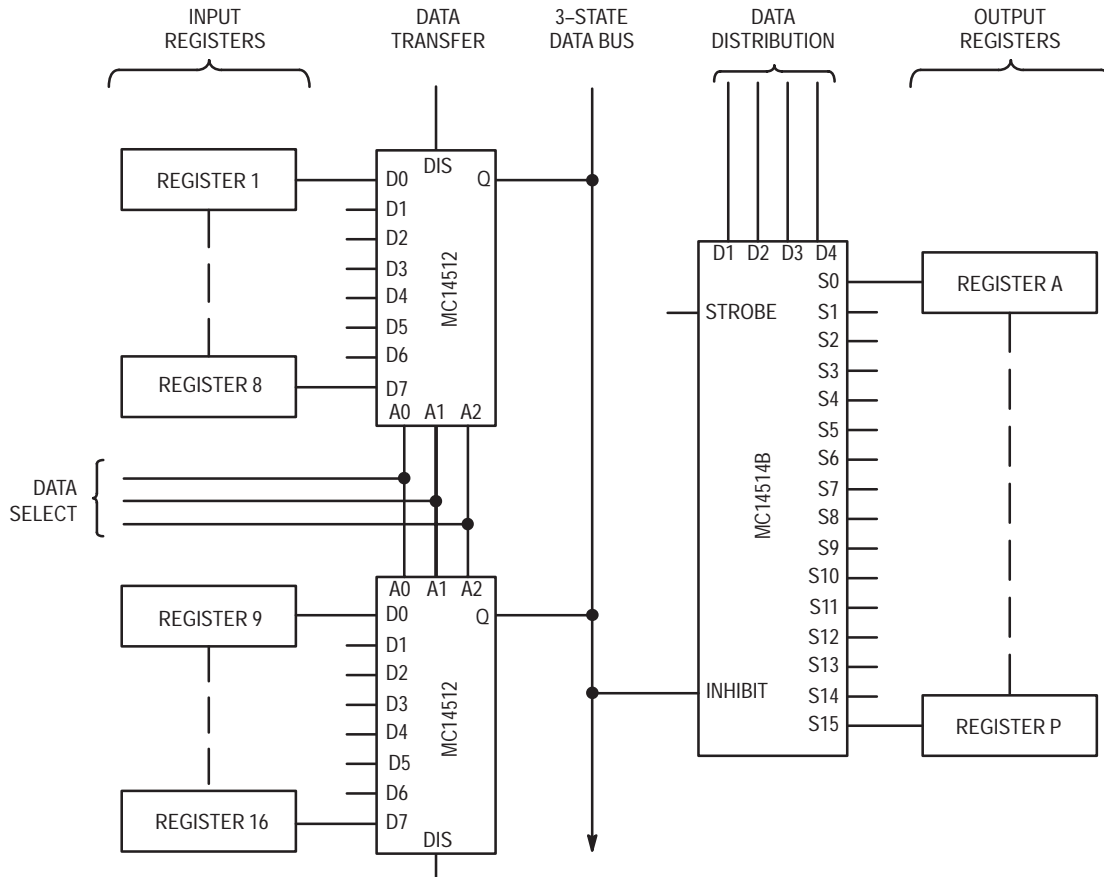 INPUT
REGISTERS
DATA
TRANSFER
3–STATE
DATA BUS
DATA
DISTRIBUTION
OUTPUT
REGISTERS
REGISTER 1
REGISTER 8
DIS
D0
D1
D2
D3
D4
D5
D6
D7
Q
MC14512
A0 A1 A2
DATA
SELECT
REGISTER 9
REGISTER 16
A0 A1 A2
D0
D1
D2
D3
D4
D5
D6
D7
Q
MC14512
DIS
D1 D2 D3 D4
STROBE
INHIBIT
MC14514B
S0
S1
S2
S3
S4
S5
S6
S7
S8
S9
S10
S11
S12
S13
S14
S15
REGISTER A
REGISTER P